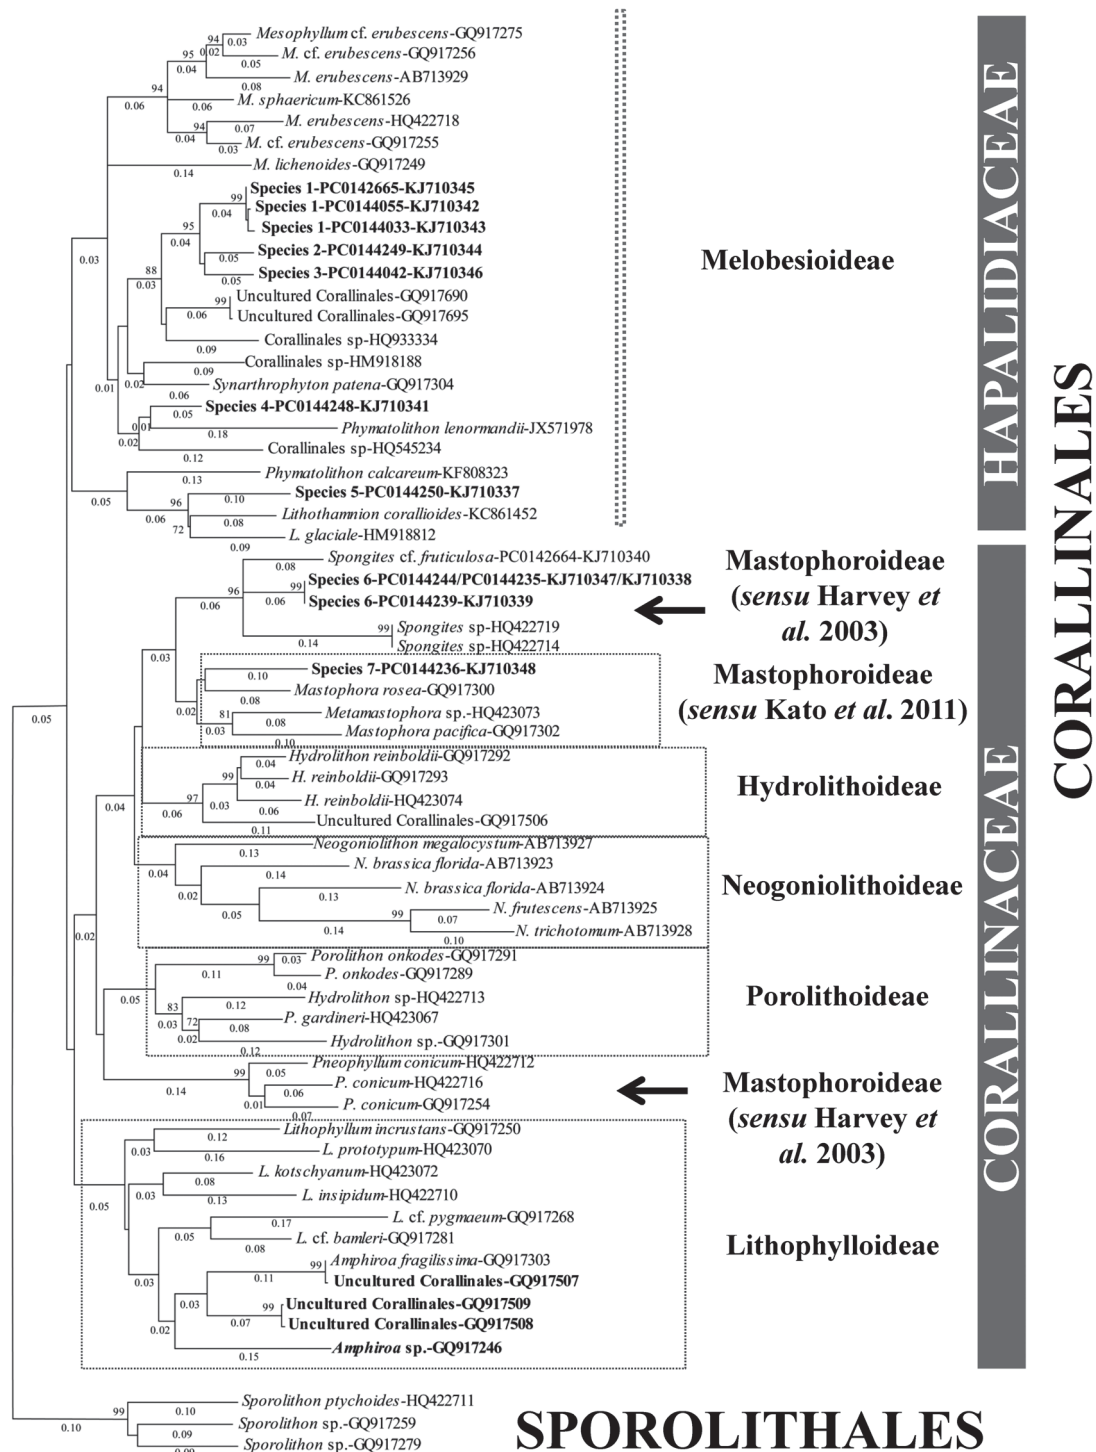 Mesophyllum cf. erubescens-GQ917275
94
0.03
0.02
M. cf. erubescens-GQ917256
95
0.05
0.04
M. erubescens-AB713929
0.08
94
M. sphaericum-KC861526
0.06
0.06
M. erubescens-HQ422718
94
0.07
0.04
M. cf. erubescens-GQ917255
0.03
M. lichenoides-GQ917249
0.14
Species 1-PC0142665-KJ710345
99
Species 1-PC0144055-KJ710342
0.04
Species 1-PC0144033-KJ710343
95
0.04
Species 2-PC0144249-KJ710344
0.05
0.03
Species 3-PC0144042-KJ710346
0.05
88
0.03
Uncultured Corallinales-GQ917690
99
0.06
Uncultured Corallinales-GQ917695
Corallinales sp-HQ933334
0.09
Corallinales sp-HM918188
0.09
0.01
0.02
Synarthrophyton patena-GQ917304
0.06
Species 4-PC0144248-KJ710341
0.05
0.01
Phymatolithon lenormandii-JX571978
0.18
0.02
Corallinales sp-HQ545234
0.12
Phymatolithon calcareum-KF808323
0.13
0.05
Species 5-PC0144250-KJ710337
0.10
96
0.06
Lithothamnion corallioides-KC861452
0.08
72
L. glaciale-HM918812
0.09
Melobesioideae
HAPALIDIACEAE
CORALLINALES
Spongites cf. fruticulosa-PC0142664-KJ710340
0.08
Species 6-PC0144244/PC0144235-KJ710347/KJ710338
96
99
0.06
0.06
Species 6-PC0144239-KJ710339
Spongites sp-HQ422719
99
0.14
Spongites sp-HQ422714
Mastophoroideae
(sensu Harvey et
al. 2003)
0.03
Species 7-PC0144236-KJ710348
0.10
Mastophora rosea-GQ917300
0.08
0.02
Metamastophora sp.-HQ423073
81
0.08
0.03
Mastophora pacifica-GQ917302
0.10
Mastophoroideae
(sensu Kato et al. 2011)
0.05
Hydrolithon reinboldii-GQ917292
0.04
99
H. reinboldii-GQ917293
0.04
97
0.03
H. reinboldii-HQ423074
0.06
0.06
Uncultured Corallinales-GQ917506
0.11
Hydrolithoideae
0.04
Neogoniolithon megalocystum-AB713927
0.13
N. brassica florida-AB713923
0.04
0.14
0.02
N. brassica florida-AB713924
0.13
0.05
N. frutescens-AB713925
99
0.07
0.14
N. trichotomum-AB713928
0.10
Neogoniolithoideae
CORALLINACEAE
0.02
Porolithon onkodes-GQ917291
99
0.03
0.11
P. onkodes-GQ917289
0.04
0.05
Hydrolithon sp-HQ422713
0.12
83
0.03
P. gardineri-HQ423067
72
0.08
0.02
Hydrolithon sp.-GQ917301
0.12
Porolithoideae
Pneophyllum conicum-HQ422712
99
0.05
0.14
P. conicum-HQ422716
0.06
0.01
P. conicum-GQ917254
0.07
Mastophoroideae
(sensu Harvey et
al. 2003)
Lithophyllum incrustans-GQ917250
0.12
0.03
L. prototypum-HQ423070
0.16
L. kotschyanum-HQ423072
0.08
0.03
L. insipidum-HQ422710
0.13
0.05
L. cf. pygmaeum-GQ917268
0.17
0.05
L. cf. bamleri-GQ917281
0.08
Amphiroa fragilissima-GQ917303
99
0.11
Uncultured Corallinales-GQ917507
0.03
0.03
Uncultured Corallinales-GQ917509
99
0.07
Uncultured Corallinales-GQ917508
0.02
Amphiroa sp.-GQ917246
0.15
Lithophylloideae
Sporolithon ptychoides-HQ422711
99
0.10
0.10
Sporolithon sp.-GQ917259
0.09
Sporolithon sp.-GQ917279
SPOROLITHALES